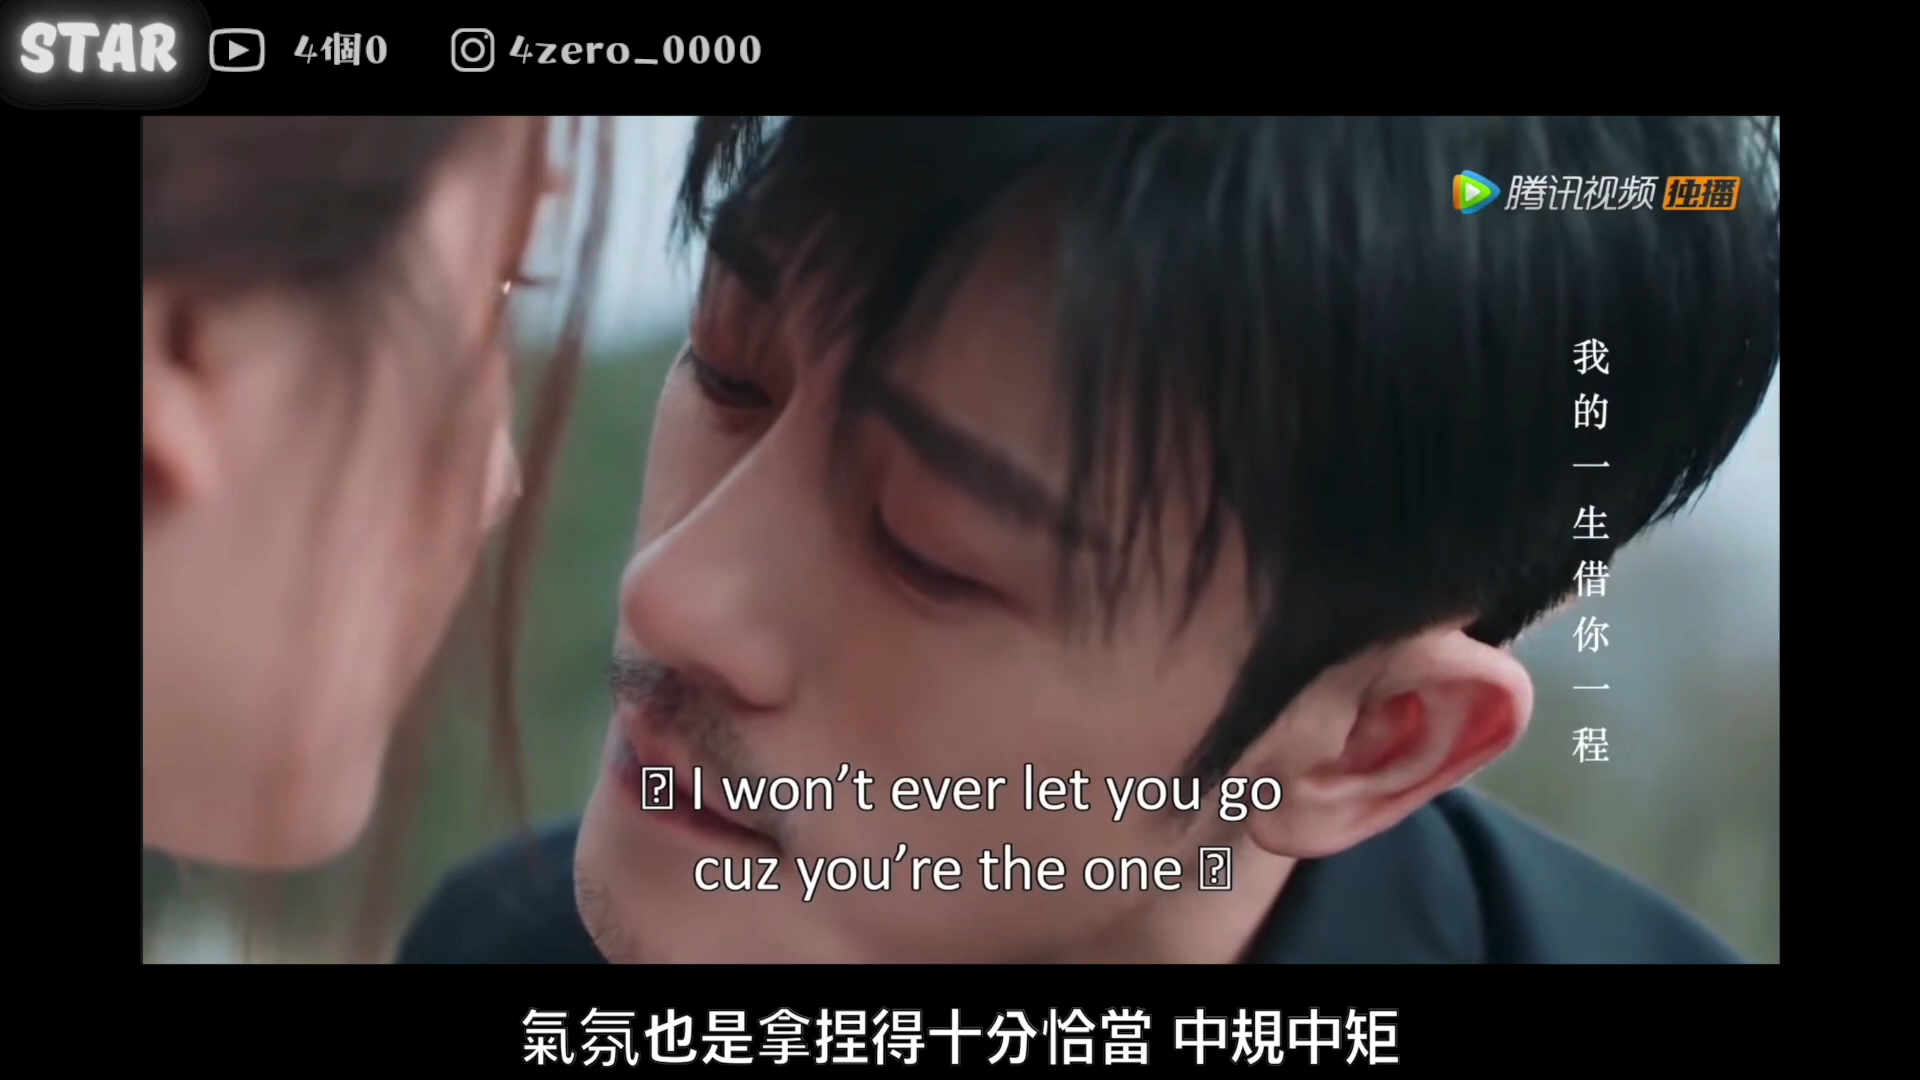 STAR
4個0
4zero_0000
腾讯视频 独播
我的一生借你一程
I won't ever let you go
cuz you're the one
氣氛也是拿捏得十分恰當 中規中矩